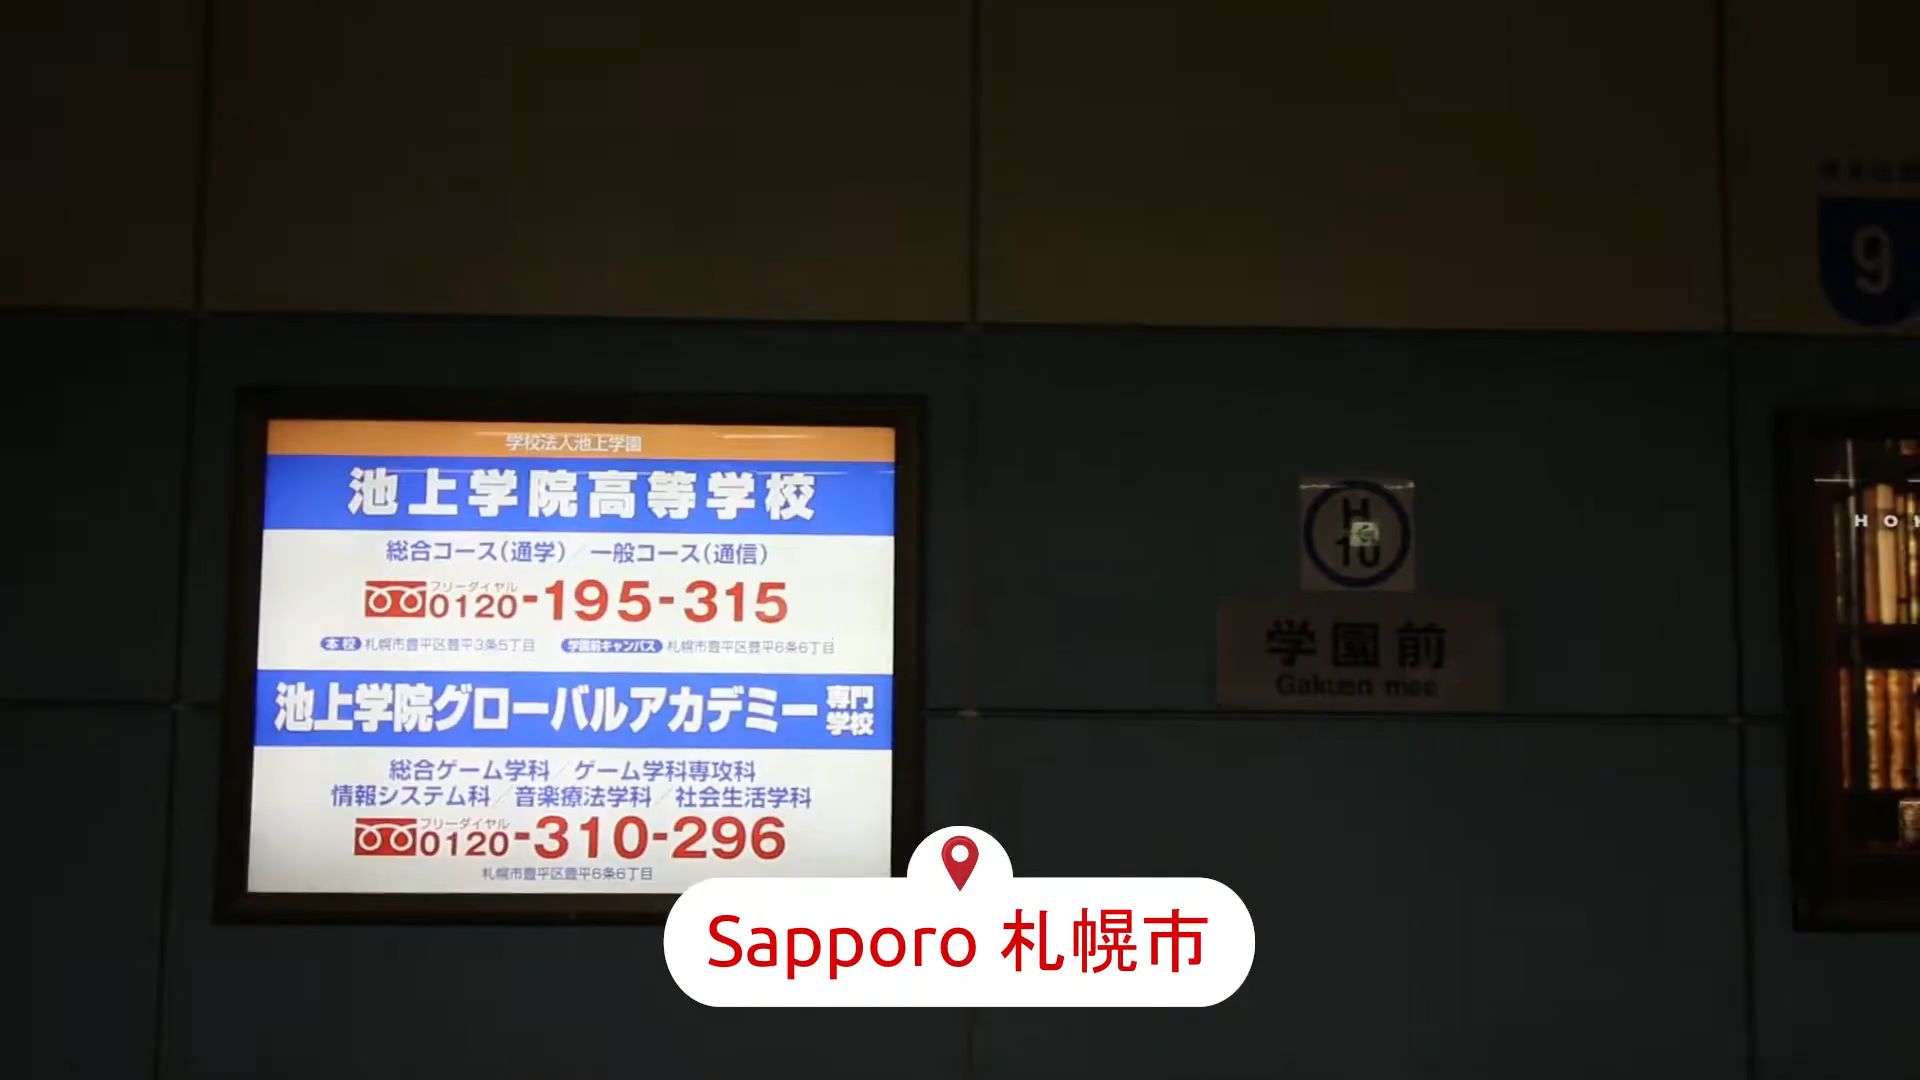 学校法人池上学園
池上学院高等学校
総合コース(通学)／一般コース(通信)
フリーダイヤル
0120-195-315
本校 札幌市豊平区豊平3条5丁目 学園前キャンパス 札幌市豊平区豊平6条6丁目
池上学院グローバルアカデミー 専門学校
総合ゲーム学科／ゲーム学科専攻科
情報システム科／音楽療法学科／社会生活学科
フリーダイヤル
0120-310-296
札幌市豊平区豊平6条6丁目
H
10
学園前
Gakuen mae
9
Sapporo 札幌市